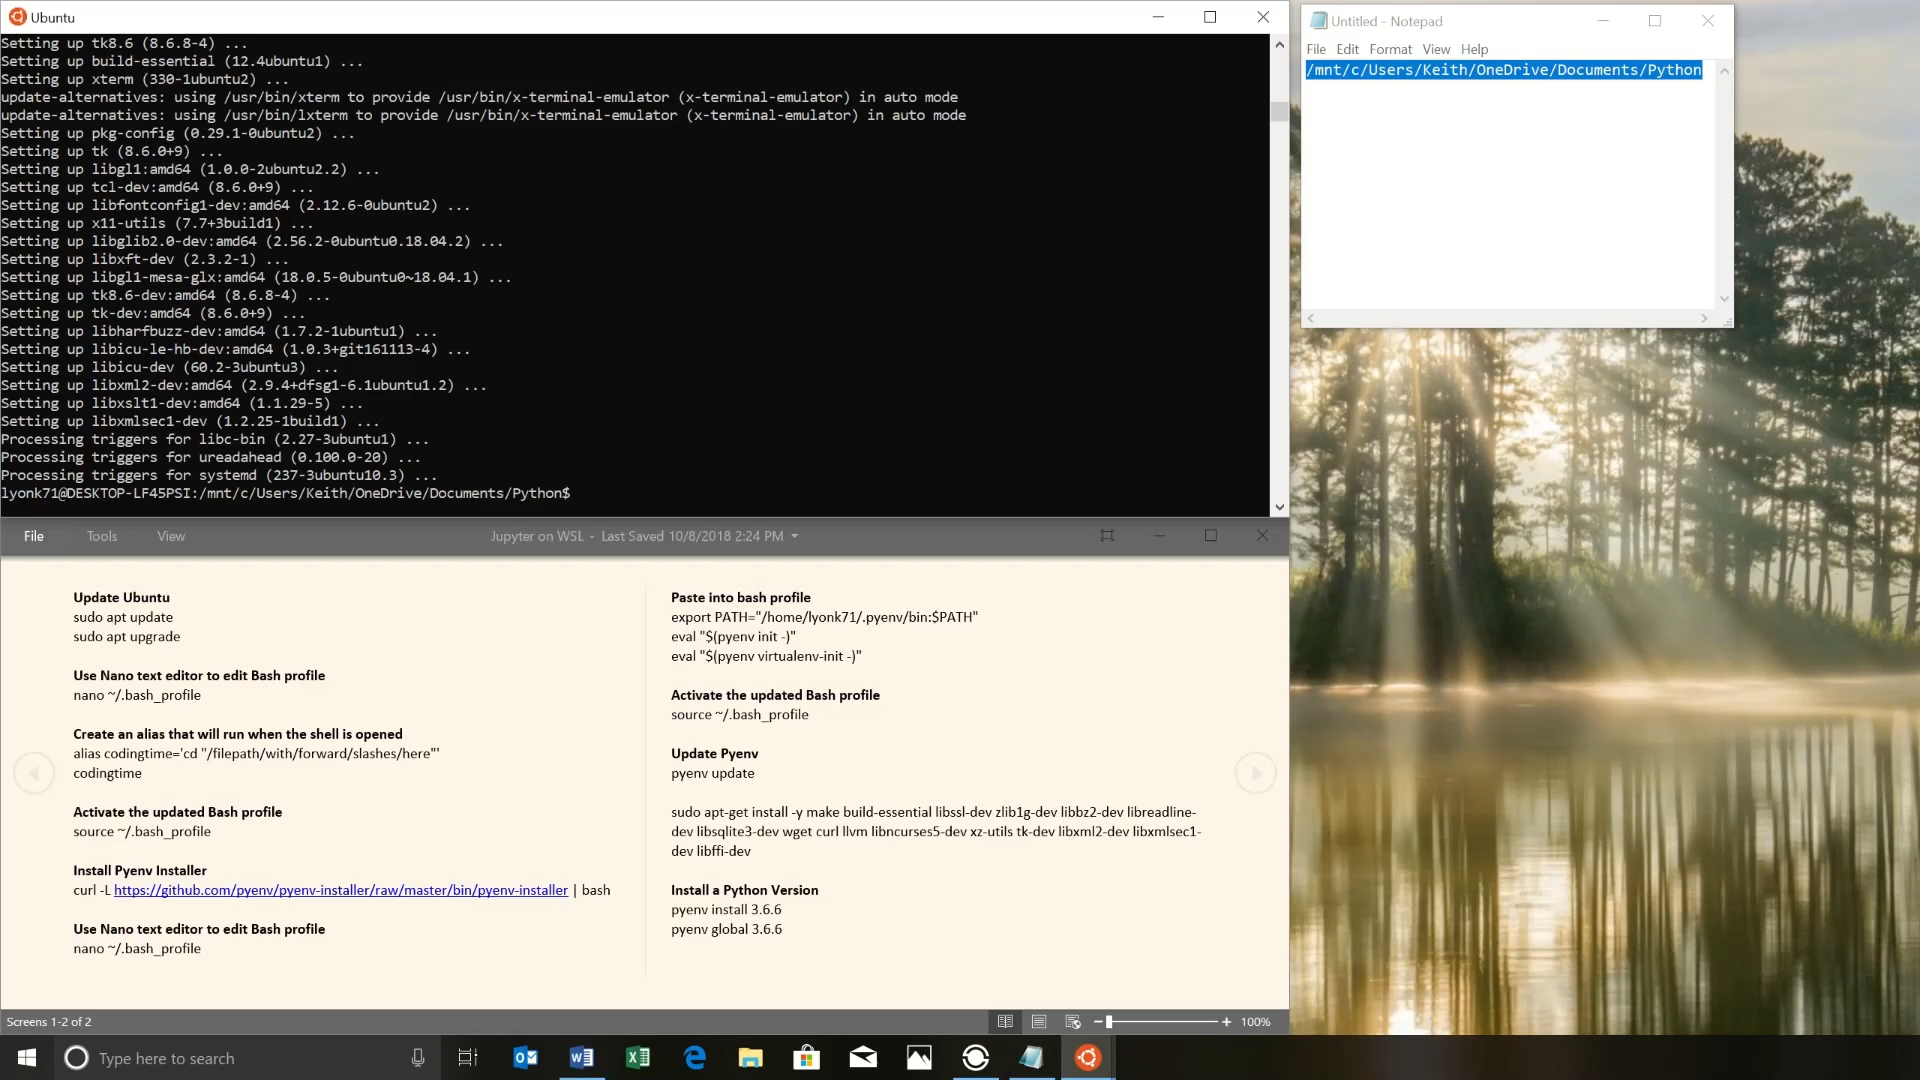 Ubuntu
Setting up tk8.6 (8.6.8-4) ...
Setting up build-essential (12.4ubuntu1) ...
Setting up xterm (330-1ubuntu2) ...
update-alternatives: using /usr/bin/xterm to provide /usr/bin/x-terminal-emulator (x-terminal-emulator) in auto mode
update-alternatives: using /usr/bin/lxterm to provide /usr/bin/x-terminal-emulator (x-terminal-emulator) in auto mode
Setting up pkg-config (0.29.1-0ubuntu2) ...
Setting up tk (8.6.0+9) ...
Setting up libgl1:amd64 (1.0.0-2ubuntu2.2) ...
Setting up tcl-dev:amd64 (8.6.0+9) ...
Setting up libfontconfig1-dev:amd64 (2.12.6-0ubuntu2) ...
Setting up x11-utils (7.7+3build1) ...
Setting up libglib2.0-dev:amd64 (2.56.2-0ubuntu0.18.04.2) ...
Setting up libxft-dev (2.3.2-1) ...
Setting up libgl1-mesa-glx:amd64 (18.0.5-0ubuntu0~18.04.1) ...
Setting up tk8.6-dev:amd64 (8.6.8-4) ...
Setting up tk-dev:amd64 (8.6.0+9) ...
Setting up libharfbuzz-dev:amd64 (1.7.2-1ubuntu1) ...
Setting up libicu-le-hb-dev:amd64 (1.0.3+git161113-4) ...
Setting up libicu-dev (60.2-3ubuntu3) ...
Setting up libxml2-dev:amd64 (2.9.4+dfsg1-6.1ubuntu1.2) ...
Setting up libxslt1-dev:amd64 (1.1.29-5) ...
Setting up libxmlsec1-dev (1.2.25-1build1) ...
Processing triggers for libc-bin (2.27-3ubuntu1) ...
Processing triggers for ureadahead (0.100.0-20) ...
Processing triggers for systemd (237-3ubuntu10.3) ...
lyonk71@DESKTOP-LF45PSI:/mnt/c/Users/Keith/OneDrive/Documents/Python$
Untitled - Notepad
File Edit Format View Help
/mnt/c/Users/Keith/OneDrive/Documents/Python
File Tools View Jupyter on WSL - Last Saved 10/8/2018 2:24 PM
Update Ubuntu
sudo apt update
sudo apt upgrade
Use Nano text editor to edit Bash profile
nano ~/.bash_profile
Create an alias that will run when the shell is opened
alias codingtime='cd "/filepath/with/forward/slashes/here"'
codingtime
Activate the updated Bash profile
source ~/.bash_profile
Install Pyenv Installer
curl -L https://github.com/pyenv/pyenv-installer/raw/master/bin/pyenv-installer | bash
Use Nano text editor to edit Bash profile
nano ~/.bash_profile
Paste into bash profile
export PATH="/home/lyonk71/.pyenv/bin:$PATH"
eval "$(pyenv init -)"
eval "$(pyenv virtualenv-init -)"
Activate the updated Bash profile
source ~/.bash_profile
Update Pyenv
pyenv update
sudo apt-get install -y make build-essential libssl-dev zlib1g-dev libbz2-dev libreadline-
dev libsqlite3-dev wget curl llvm libncurses5-dev xz-utils tk-dev libxml2-dev libxmlsec1-
dev libffi-dev
Install a Python Version
pyenv install 3.6.6
pyenv global 3.6.6
Screens 1-2 of 2
100%
Type here to search